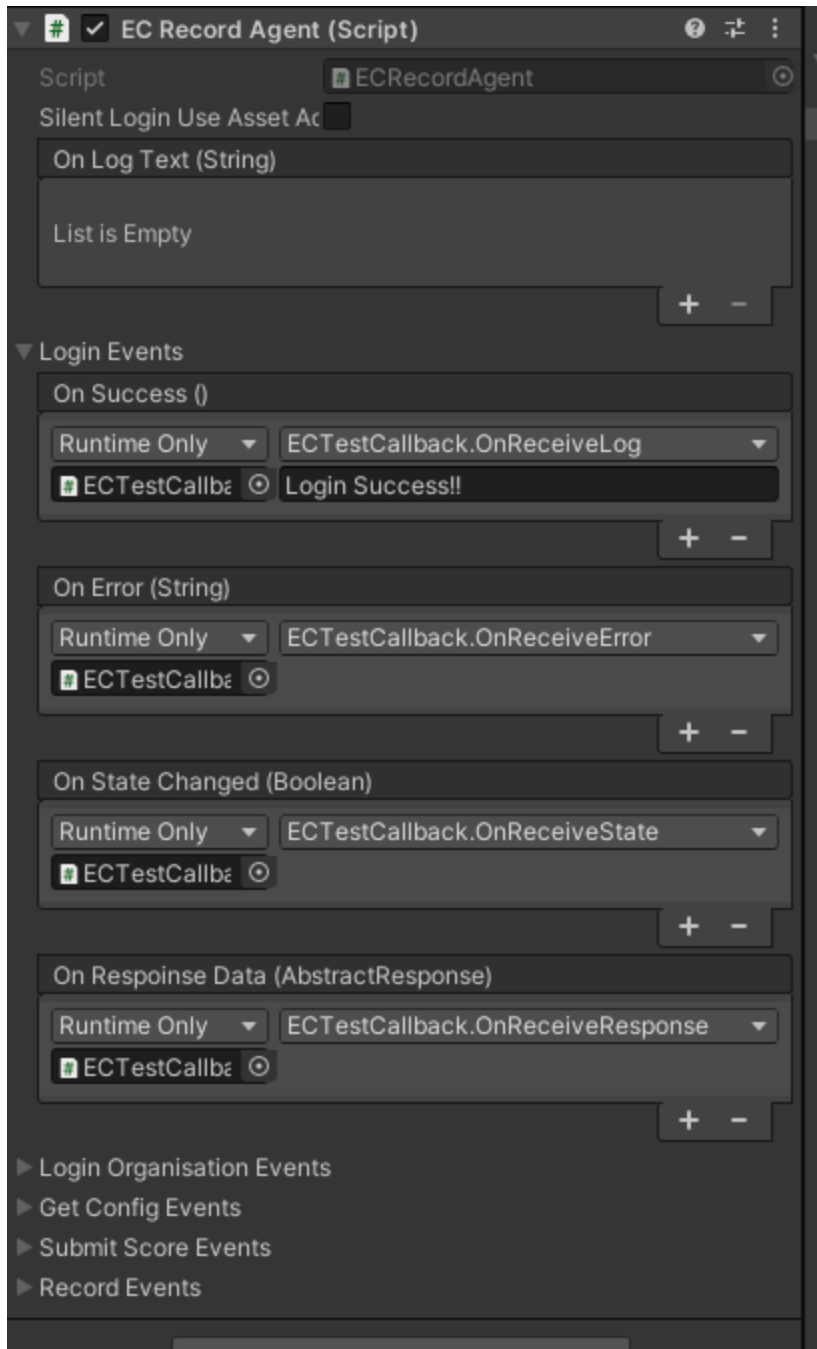 EC Record Agent (Script)
Script ECRecordAgent
Silent Login Use Asset Ac
On Log Text (String)
List is Empty
+ −
Login Events
On Success ()
Runtime Only ECTestCallback.OnReceiveLog
ECTestCallba Login Success!!
+ −
On Error (String)
Runtime Only ECTestCallback.OnReceiveError
ECTestCallba
+ −
On State Changed (Boolean)
Runtime Only ECTestCallback.OnReceiveState
ECTestCallba
+ −
On Respoinse Data (AbstractResponse)
Runtime Only ECTestCallback.OnReceiveResponse
ECTestCallba
+ −
Login Organisation Events
Get Config Events
Submit Score Events
Record Events